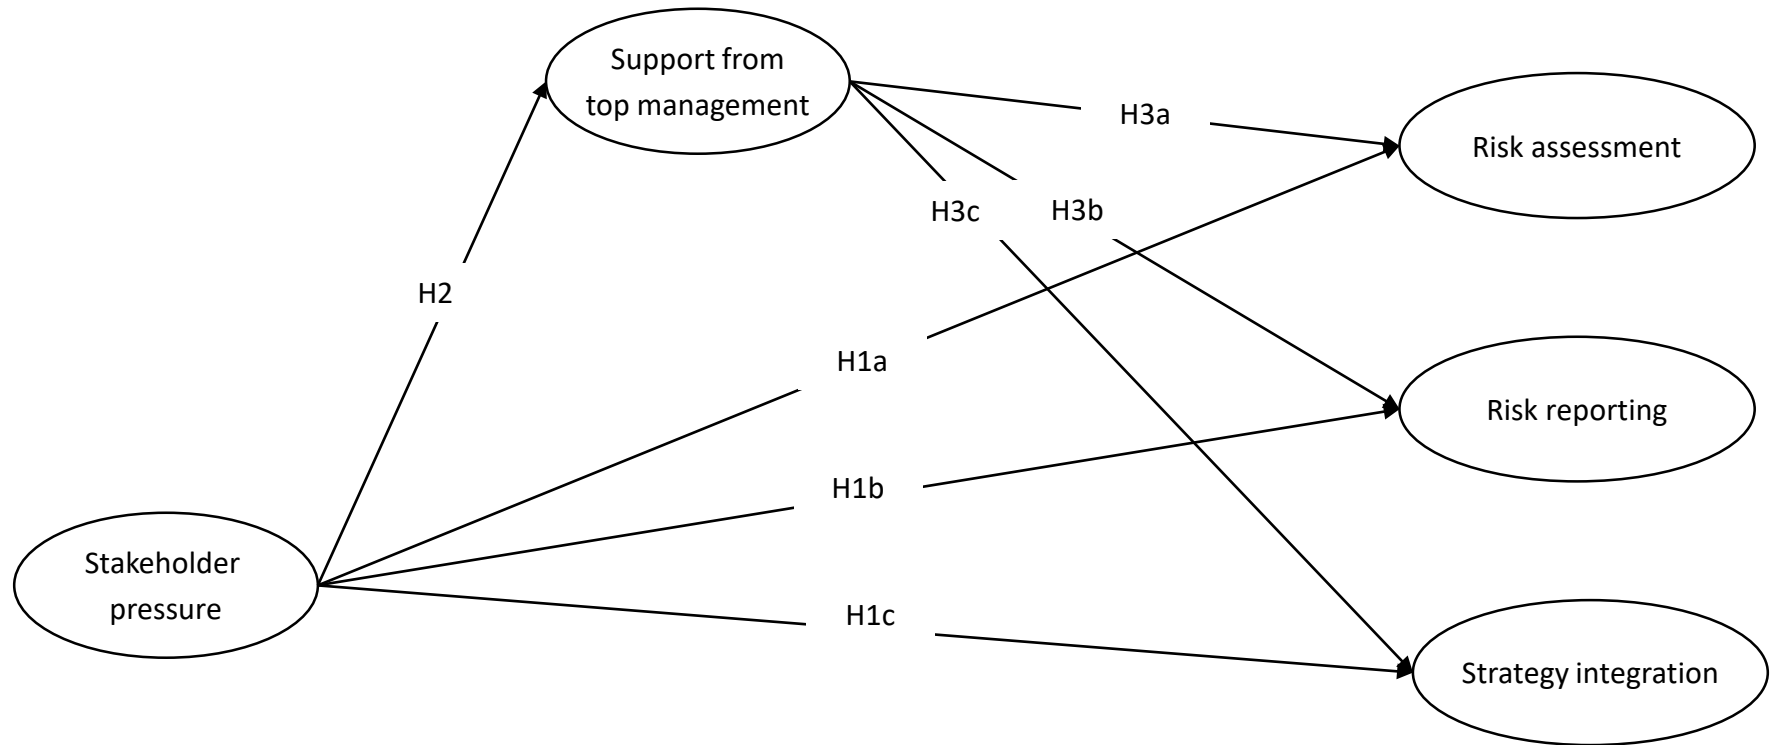 Support from
top management
H3a
Risk assessment
H3c
H3b
H2
H1a
Risk reporting
H1b
Stakeholder
pressure
H1c
Strategy integration